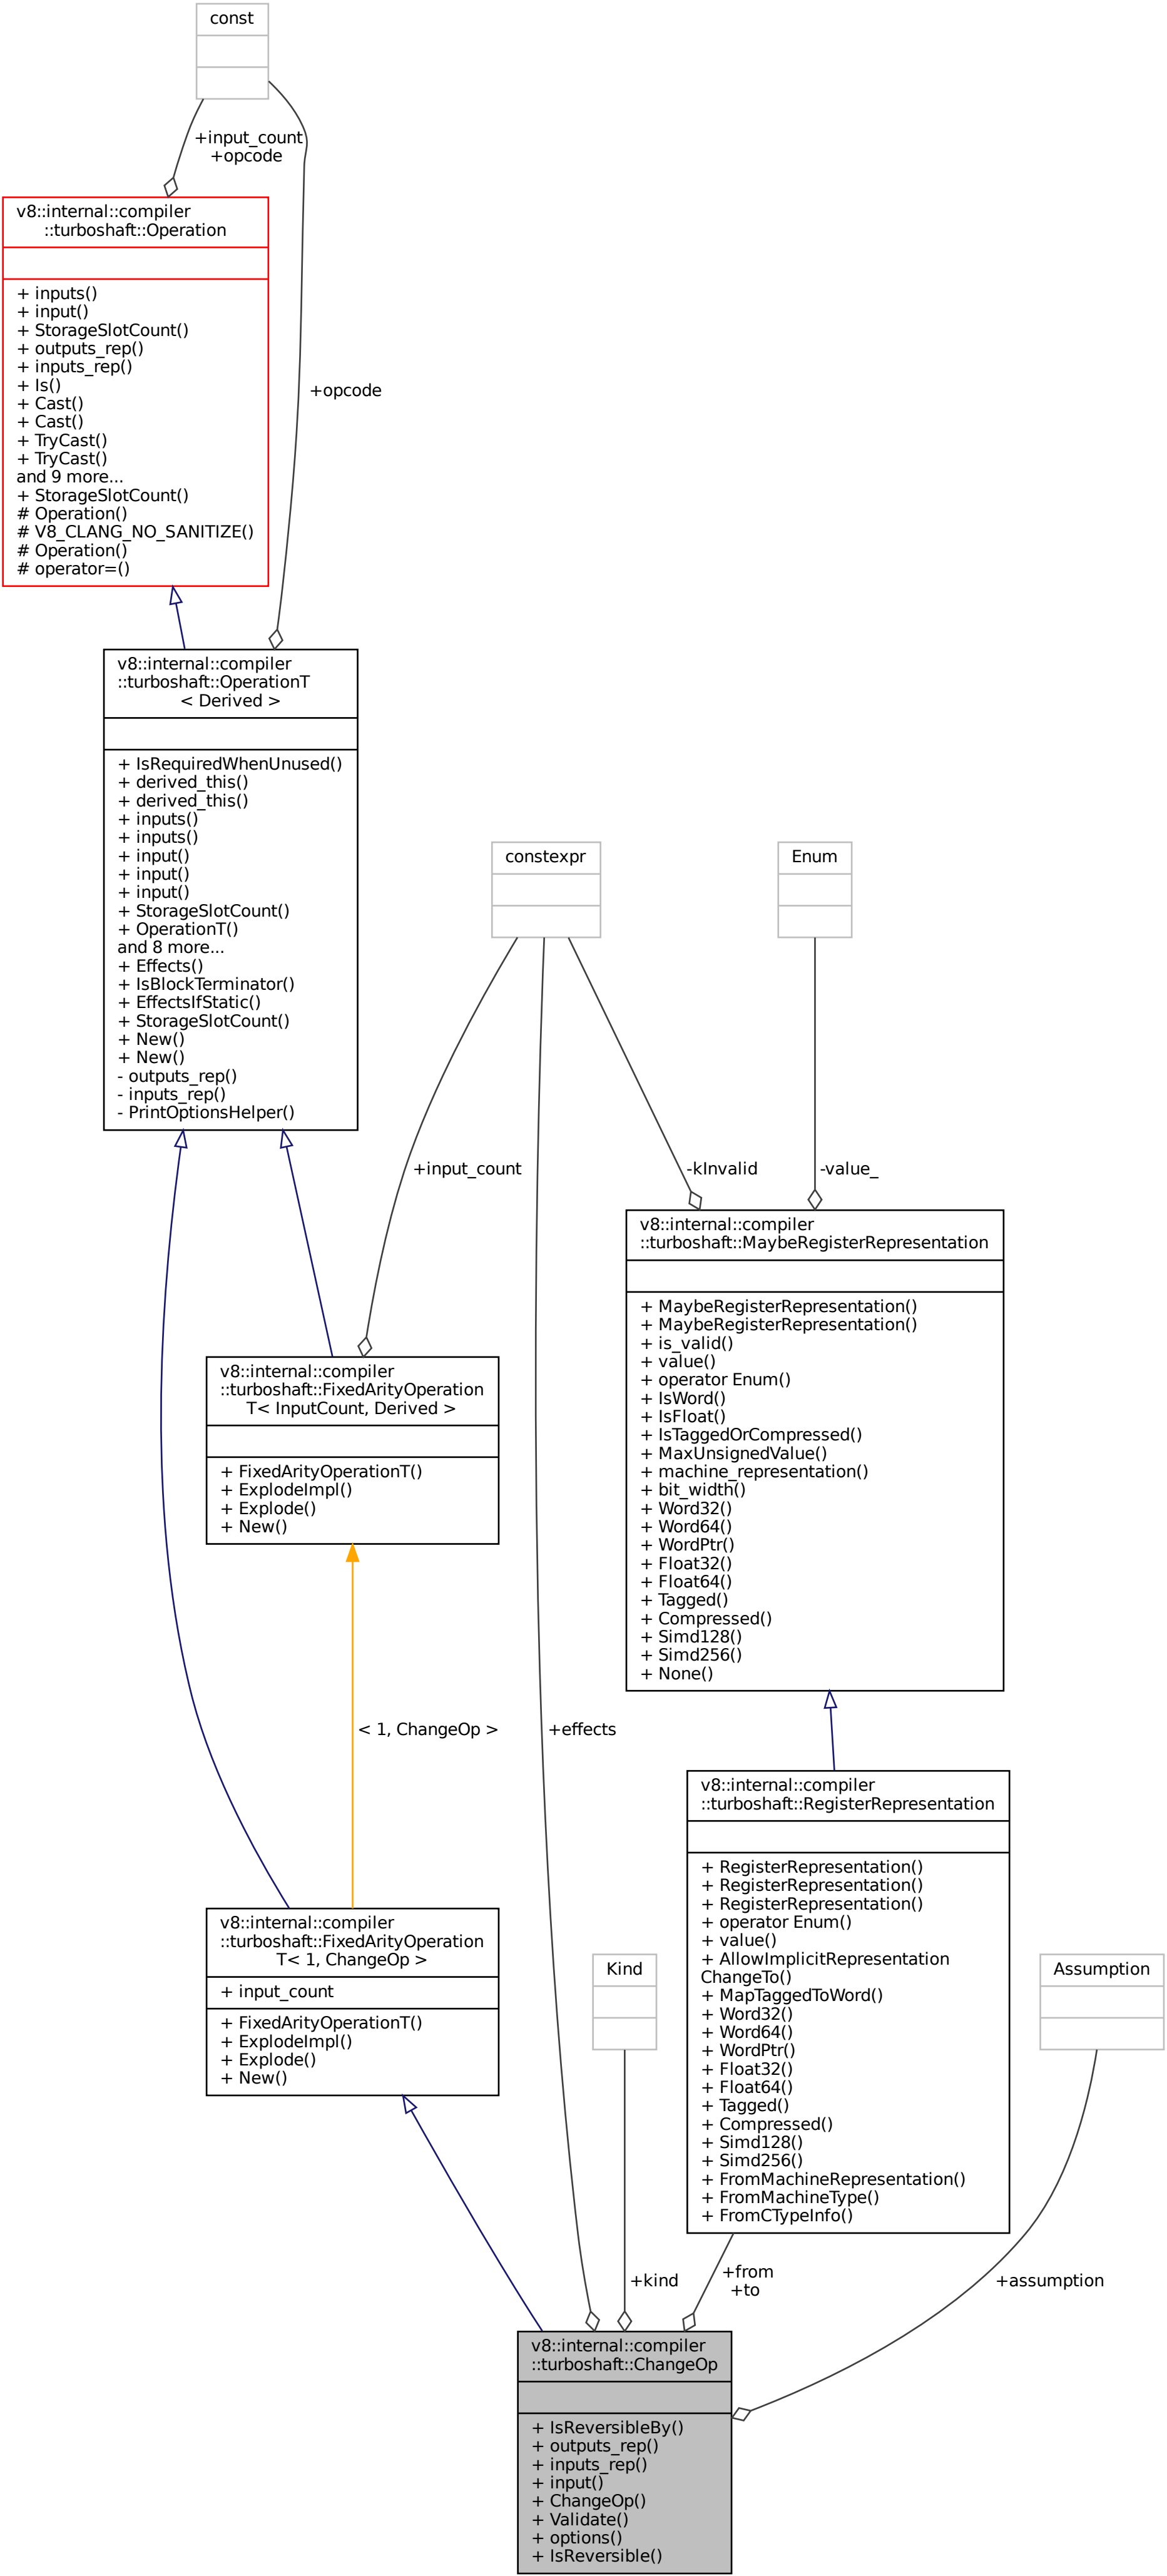 const
+input_count
+opcode
v8::internal::compiler
::turboshaft::Operation
+ inputs()
+ input()
+ StorageSlotCount()
+ outputs_rep()
+ inputs_rep()
+ Is()
+ Cast()
+ Cast()
+ TryCast()
+ TryCast()
and 9 more...
+ StorageSlotCount()
# Operation()
# V8_CLANG_NO_SANITIZE()
# Operation()
# operator=()
+opcode
v8::internal::compiler
::turboshaft::OperationT
< Derived >
+ IsRequiredWhenUnused()
+ derived_this()
+ derived_this()
+ inputs()
+ inputs()
+ input()
+ input()
+ input()
+ StorageSlotCount()
+ OperationT()
and 8 more...
+ Effects()
+ IsBlockTerminator()
+ EffectsIfStatic()
+ StorageSlotCount()
+ New()
+ New()
- outputs_rep()
- inputs_rep()
- PrintOptionsHelper()
constexpr
Enum
+input_count
-kInvalid
-value_
v8::internal::compiler
::turboshaft::MaybeRegisterRepresentation
+ MaybeRegisterRepresentation()
+ MaybeRegisterRepresentation()
+ is_valid()
+ value()
+ operator Enum()
+ IsWord()
+ IsFloat()
+ IsTaggedOrCompressed()
+ MaxUnsignedValue()
+ machine_representation()
+ bit_width()
+ Word32()
+ Word64()
+ WordPtr()
+ Float32()
+ Float64()
+ Tagged()
+ Compressed()
+ Simd128()
+ Simd256()
+ None()
v8::internal::compiler
::turboshaft::FixedArityOperation
T< InputCount, Derived >
+ FixedArityOperationT()
+ ExplodeImpl()
+ Explode()
+ New()
< 1, ChangeOp >
+effects
v8::internal::compiler
::turboshaft::RegisterRepresentation
+ RegisterRepresentation()
+ RegisterRepresentation()
+ RegisterRepresentation()
+ operator Enum()
+ value()
+ AllowImplicitRepresentation
ChangeTo()
+ MapTaggedToWord()
+ Word32()
+ Word64()
+ WordPtr()
+ Float32()
+ Float64()
+ Tagged()
+ Compressed()
+ Simd128()
+ Simd256()
+ FromMachineRepresentation()
+ FromMachineType()
+ FromCTypeInfo()
v8::internal::compiler
::turboshaft::FixedArityOperation
T< 1, ChangeOp >
+ input_count
+ FixedArityOperationT()
+ ExplodeImpl()
+ Explode()
+ New()
Kind
Assumption
+kind
+from
+to
+assumption
v8::internal::compiler
::turboshaft::ChangeOp
+ IsReversibleBy()
+ outputs_rep()
+ inputs_rep()
+ input()
+ ChangeOp()
+ Validate()
+ options()
+ IsReversible()